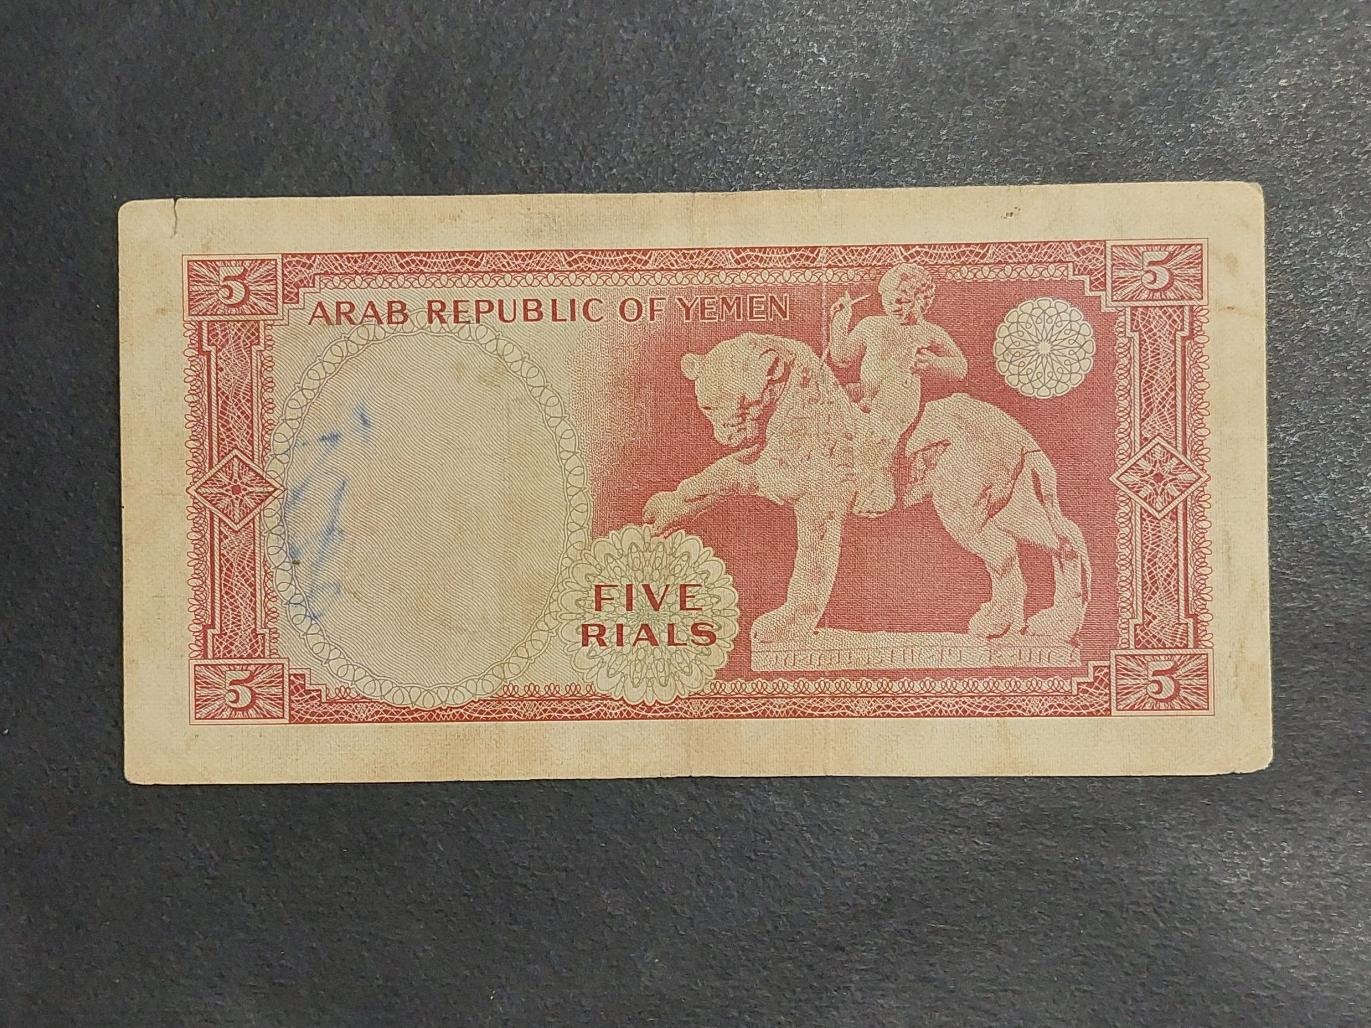 5 5
ARAB REPUBLIC OF YEMEN
FIVE
RIALS
5 5